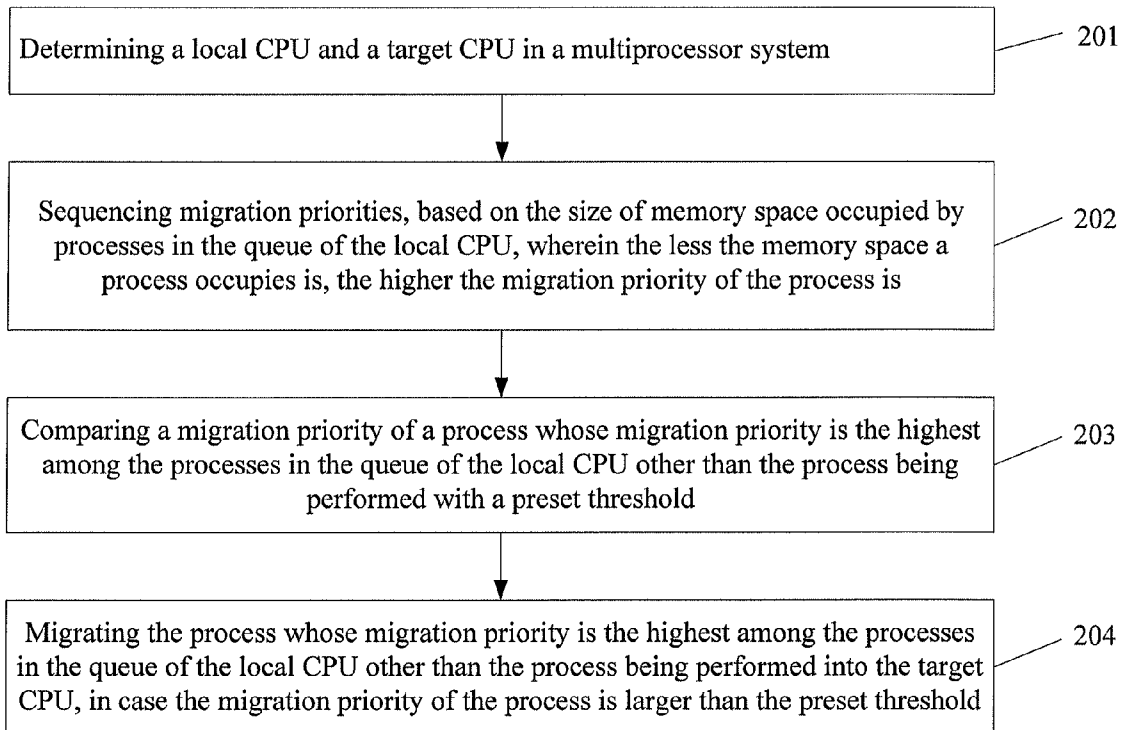 Determining a local CPU and a target CPU in a multiprocessor system
201
Sequencing migration priorities, based on the size of memory space occupied by
processes in the queue of the local CPU, wherein the less the memory space a
process occupies is, the higher the migration priority of the process is
202
Comparing a migration priority of a process whose migration priority is the highest
among the processes in the queue of the local CPU other than the process being
performed with a preset threshold
203
Migrating the process whose migration priority is the highest among the processes
in the queue of the local CPU other than the process being performed into the target
CPU, in case the migration priority of the process is larger than the preset threshold
204